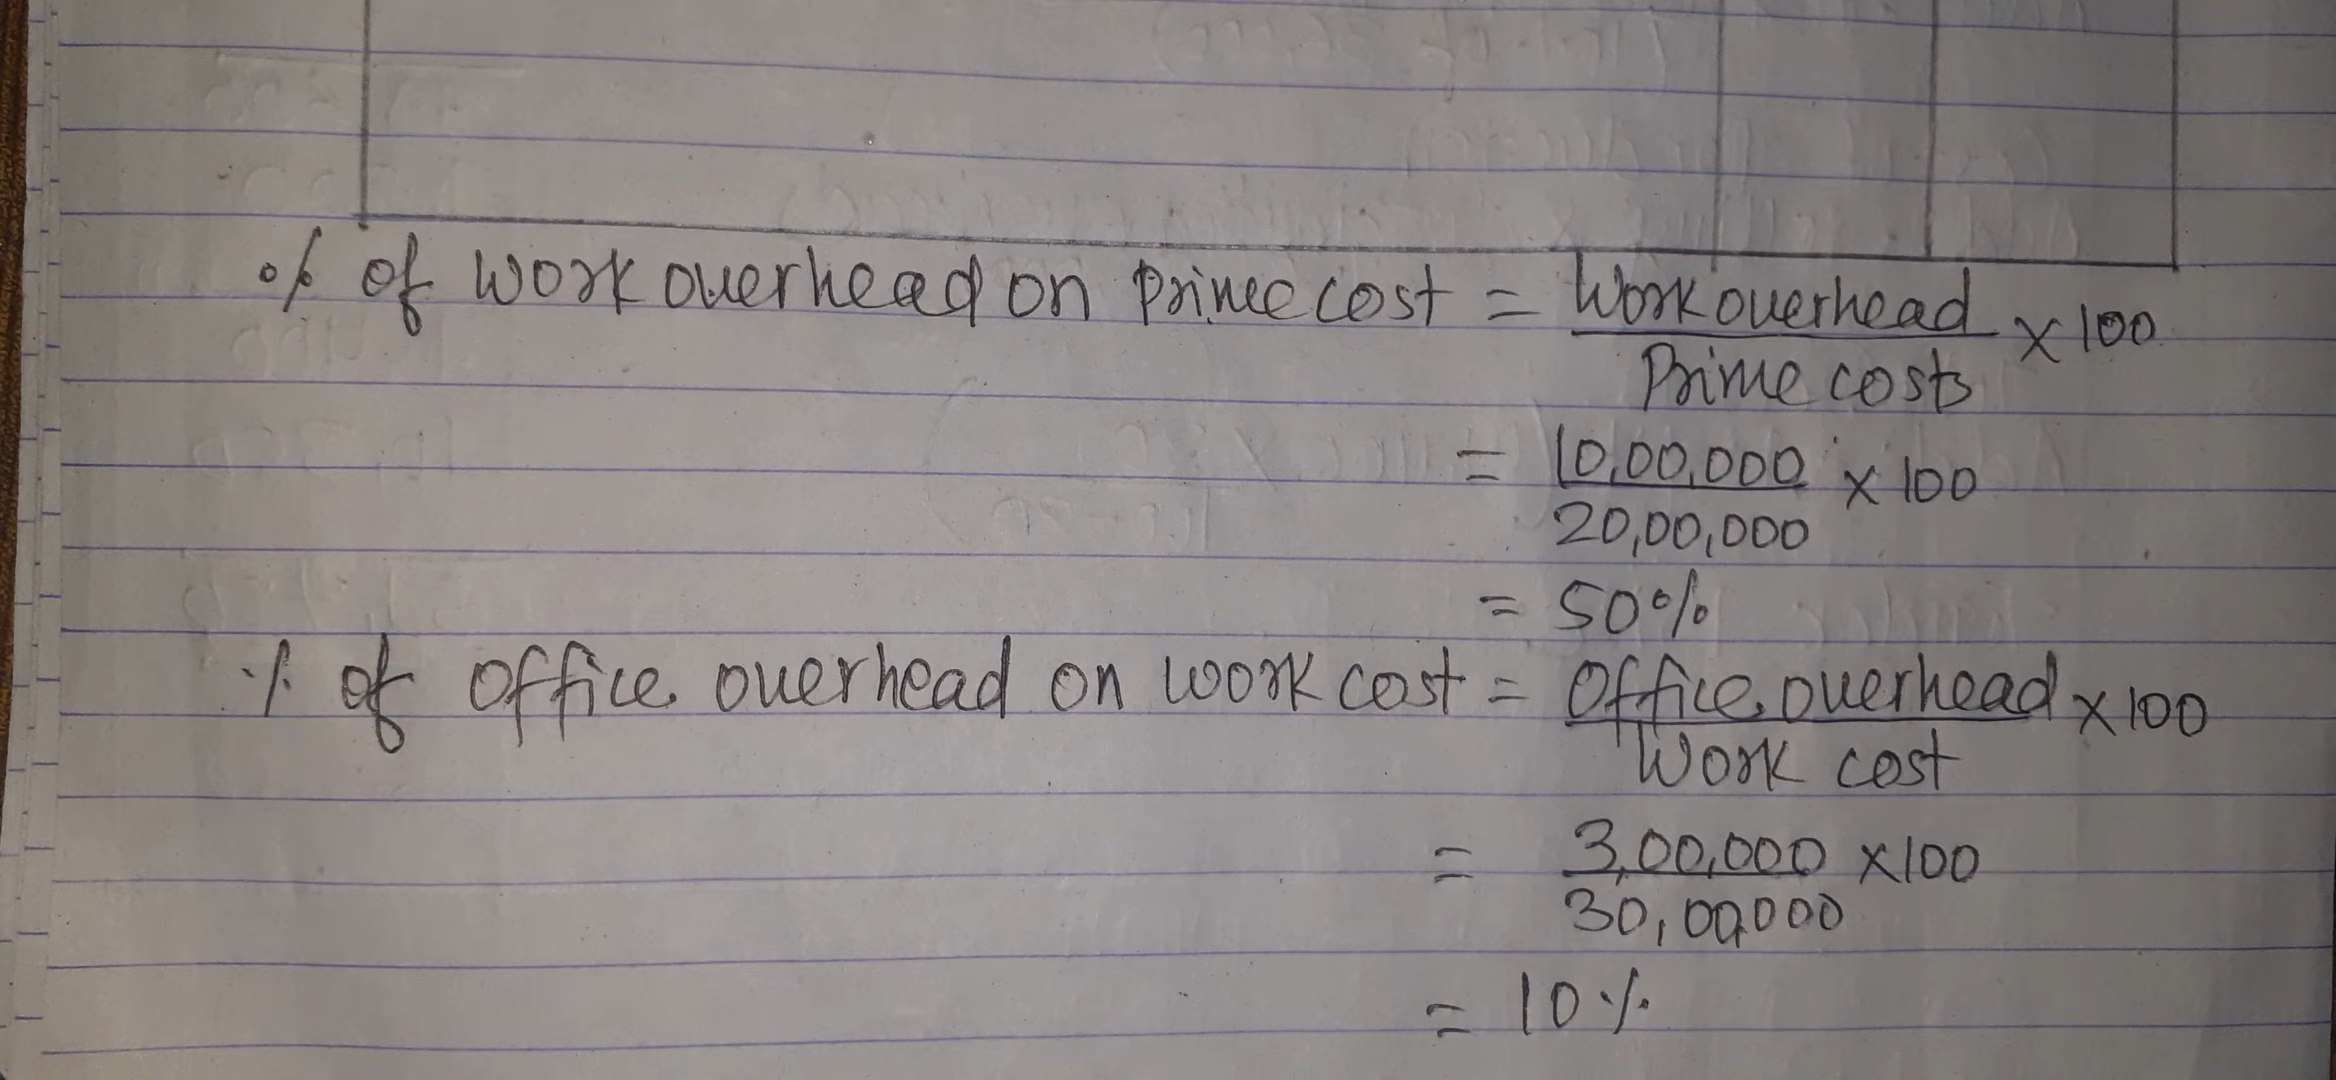 % of work overhead on prime cost = Work overhead × 100
Prime costs
= 10,00,000 × 100
20,00,000
= 50%
% of office overhead on work cost = Office overhead × 100
Work cost
= 3,00,000 × 100
30,00,000
= 10%